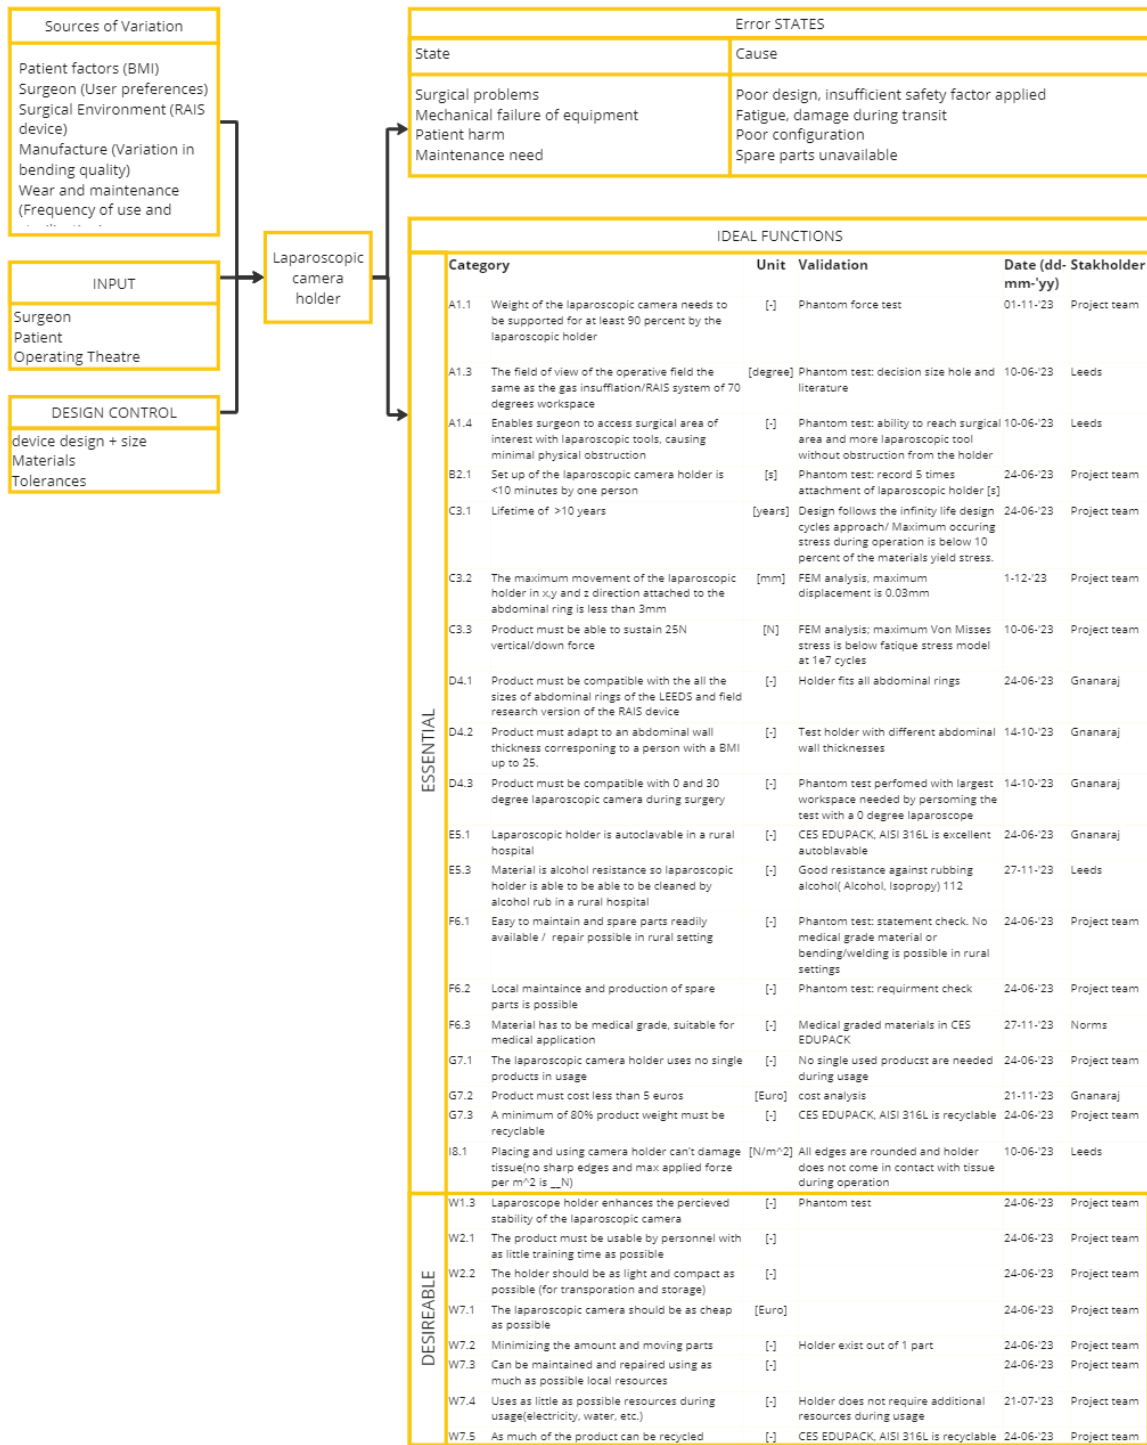 Sources of Variation
Patient factors (BMI)
Surgeon (User preferences)
Surgical Environment (RAIS
device)
Manufacture (Variation in
bending quality)
Wear and maintenance
(Frequency of use and
INPUT
Surgeon
Patient
Operating Theatre
DESIGN CONTROL
device design + size
Materials
Tolerances
Laparoscopic
camera
holder
Error STATES
State Cause
Surgical problems Poor design, insufficient safety factor applied
Mechanical failure of equipment Fatigue, damage during transit
Patient harm Poor configuration
Maintenance need Spare parts unavailable
IDEAL FUNCTIONS
Category Unit Validation Date (dd- Stakholder
mm-'yy)
ESSENTIAL
A1.1 Weight of the laparoscopic camera needs to [-] Phantom force test 01-11-'23 Project team
be supported for at least 90 percent by the
laparoscopic holder
A1.3 The field of view of the operative field the [degree] Phantom test: decision size hole and 10-06-'23 Leeds
same as the gas insufflation/RAIS system of 70 literature
degrees workspace
A1.4 Enables surgeon to access surgical area of [-] Phantom test: ability to reach surgical 10-06-'23 Leeds
interest with laparoscopic tools, causing area and more laparoscopic tool
minimal physical obstruction without obstruction from the holder
B2.1 Set up of the laparoscopic camera holder is [s] Phantom test: record 5 times 24-06-'23 Project team
<10 minutes by one person attachment of laparoscopic holder [s]
C3.1 Lifetime of >10 years [years] Design follows the infinity life design 24-06-'23 Project team
cycles approach/ Maximum occuring
stress during operation is below 10
percent of the materials yield stress.
C3.2 The maximum movement of the laparoscopic [mm] FEM analysis, maximum 1-12-'23 Project team
holder in x,y and z direction attached to the displacement is 0.03mm
abdominal ring is less than 3mm
C3.3 Product must be able to sustain 25N [N] FEM analysis; maximum Von Misses 10-06-'23 Project team
vertical/down force stress is below fatique stress model
at 1e7 cycles
D4.1 Product must be compatible with the all the [-] Holder fits all abdominal rings 24-06-'23 Gnanaraj
sizes of abdominal rings of the LEEDS and field
research version of the RAIS device
D4.2 Product must adapt to an abdominal wall [-] Test holder with different abdominal 14-10-'23 Gnanaraj
thickness corresponing to a person with a BMI wall thicknesses
up to 25.
D4.3 Product must be compatible with 0 and 30 [-] Phantom test perfomed with largest 14-10-'23 Gnanaraj
degree laparoscopic camera during surgery workspace needed by persoming the
test with a 0 degree laparoscope
E5.1 Laparoscopic holder is autoclavable in a rural [-] CES EDUPACK, AISI 316L is excellent 24-06-'23 Gnanaraj
hospital autoblavable
E5.3 Material is alcohol resistance so laparoscopic [-] Good resistance against rubbing 27-11-'23 Leeds
holder is able to be able to be cleaned by alcohol( Alcohol, Isopropy) 112
alcohol rub in a rural hospital
F6.1 Easy to maintain and spare parts readily [-] Phantom test: statement check. No 24-06-'23 Project team
available / repair possible in rural setting medical grade material or
bending/welding is possible in rural
settings
F6.2 Local maintaince and production of spare [-] Phantom test: requirment check 24-06-'23 Project team
parts is possible
F6.3 Material has to be medical grade, suitable for [-] Medical graded materials in CES 27-11-'23 Norms
medical application EDUPACK
G7.1 The laparoscopic camera holder uses no single [-] No single used producst are needed 24-06-'23 Project team
products in usage during usage
G7.2 Product must cost less than 5 euros [Euro] cost analysis 21-11-'23 Gnanaraj
G7.3 A minimum of 80% product weight must be [-] CES EDUPACK, AISI 316L is recyclable 24-06-'23 Project team
recyclable
I8.1 Placing and using camera holder can't damage [N/m^2] All edges are rounded and holder 10-06-'23 Leeds
tissue(no sharp edges and max applied forze does not come in contact with tissue
per m^2 is __N) during operation
DESIREABLE
W1.3 Laparoscope holder enhances the percieved [-] Phantom test 24-06-'23 Project team
stability of the laparoscopic camera
W2.1 The product must be usable by personnel with [-] 24-06-'23 Project team
as little training time as possible
W2.2 The holder should be as light and compact as [-] 24-06-'23 Project team
possible (for transporation and storage)
W7.1 The laparoscopic camera should be as cheap [Euro] 24-06-'23 Project team
as possible
W7.2 Minimizing the amount and moving parts [-] Holder exist out of 1 part 24-06-'23 Project team
W7.3 Can be maintained and repaired using as [-] 24-06-'23 Project team
much as possible local resources
W7.4 Uses as little as possible resources during [-] Holder does not require additional 21-07-'23 Project team
usage(electricity, water, etc.) resources during usage
W7.5 As much of the product can be recycled [-] CES EDUPACK, AISI 316L is recyclable 24-06-'23 Project team